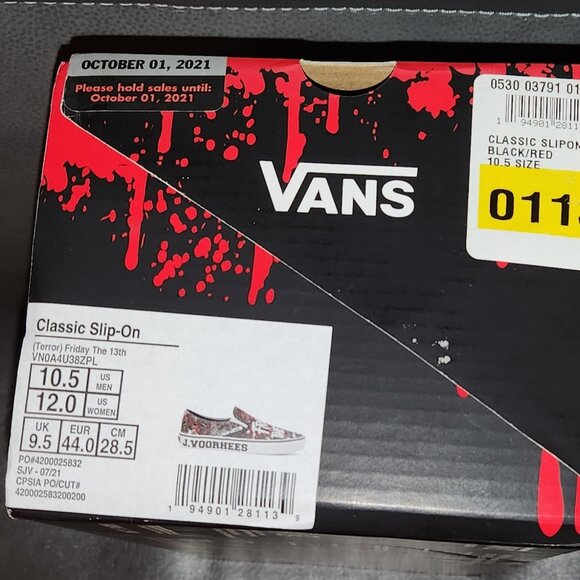 OCTOBER 01, 2021
Please hold sales until:
October 01, 2021
VANS
0530 03791 01
1 94901 2811
CLASSIC SLIPON
BLACK/RED
10.5 SIZE
Classic Slip-On
(Terror) Friday The 13th
VN0A4U38ZPL
10.5 US MEN
12.0 US WOMEN
UK EUR CM
9.5 44.0 28.5
PO#4200025832
SJV - 07/21
CPSIA PO/CUT#
420002583200200
J.VOORHEES
1 94901 28113 9